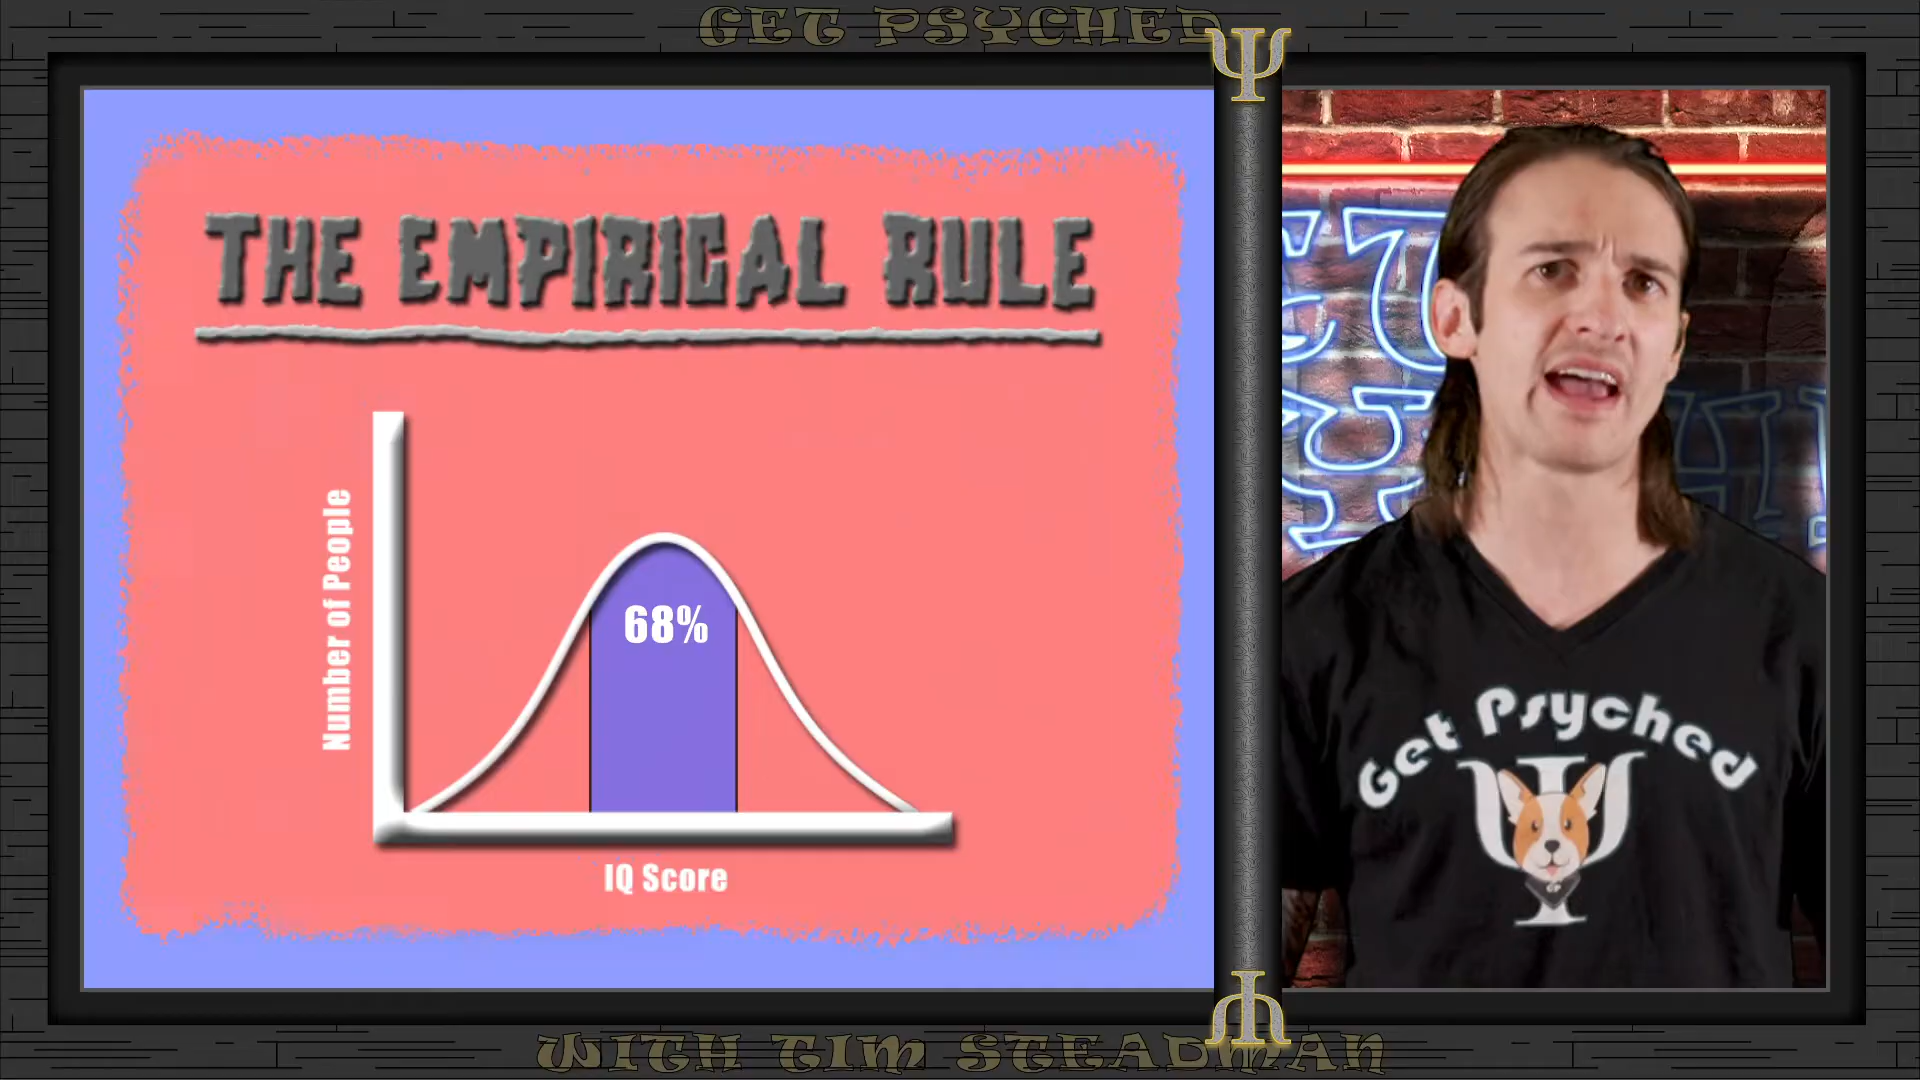 GET PSYCHED
THE EMPIRICAL RULE
Number of People
68%
IQ Score
Get Psyched
WITH TIM STEADMAN